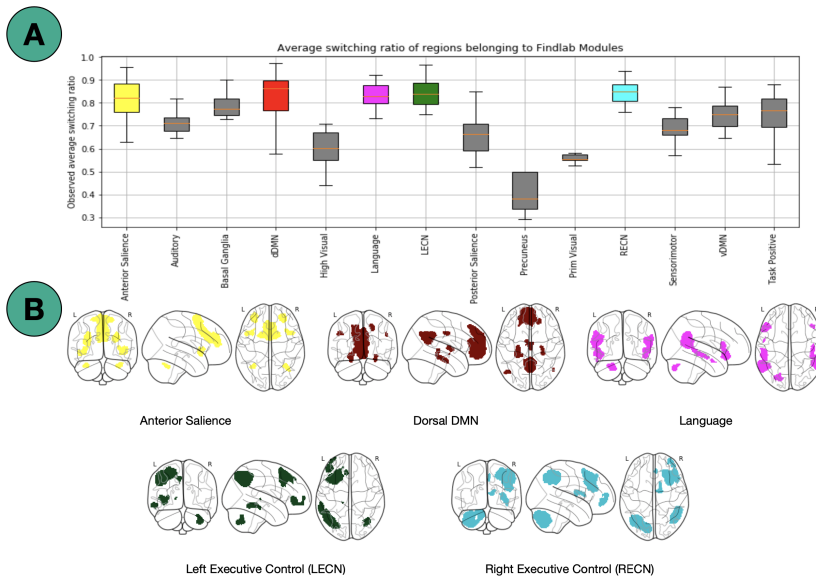 A
Average switching ratio of regions belonging to Findlab Modules
Observed average switching ratio
1.0
0.9
0.8
0.7
0.6
0.5
0.4
0.3
Anterior Salience
Auditory
Basal Ganglia
dDMN
High Visual
Language
LECN
Posterior Salience
Precuneus
Prim Visual
RECN
Sensorimotor
vDMN
Task Positive
B
L R L R L R
L R L R L R
Anterior Salience Dorsal DMN Language
L R L R
L R L R
Left Executive Control (LECN) Right Executive Control (RECN)